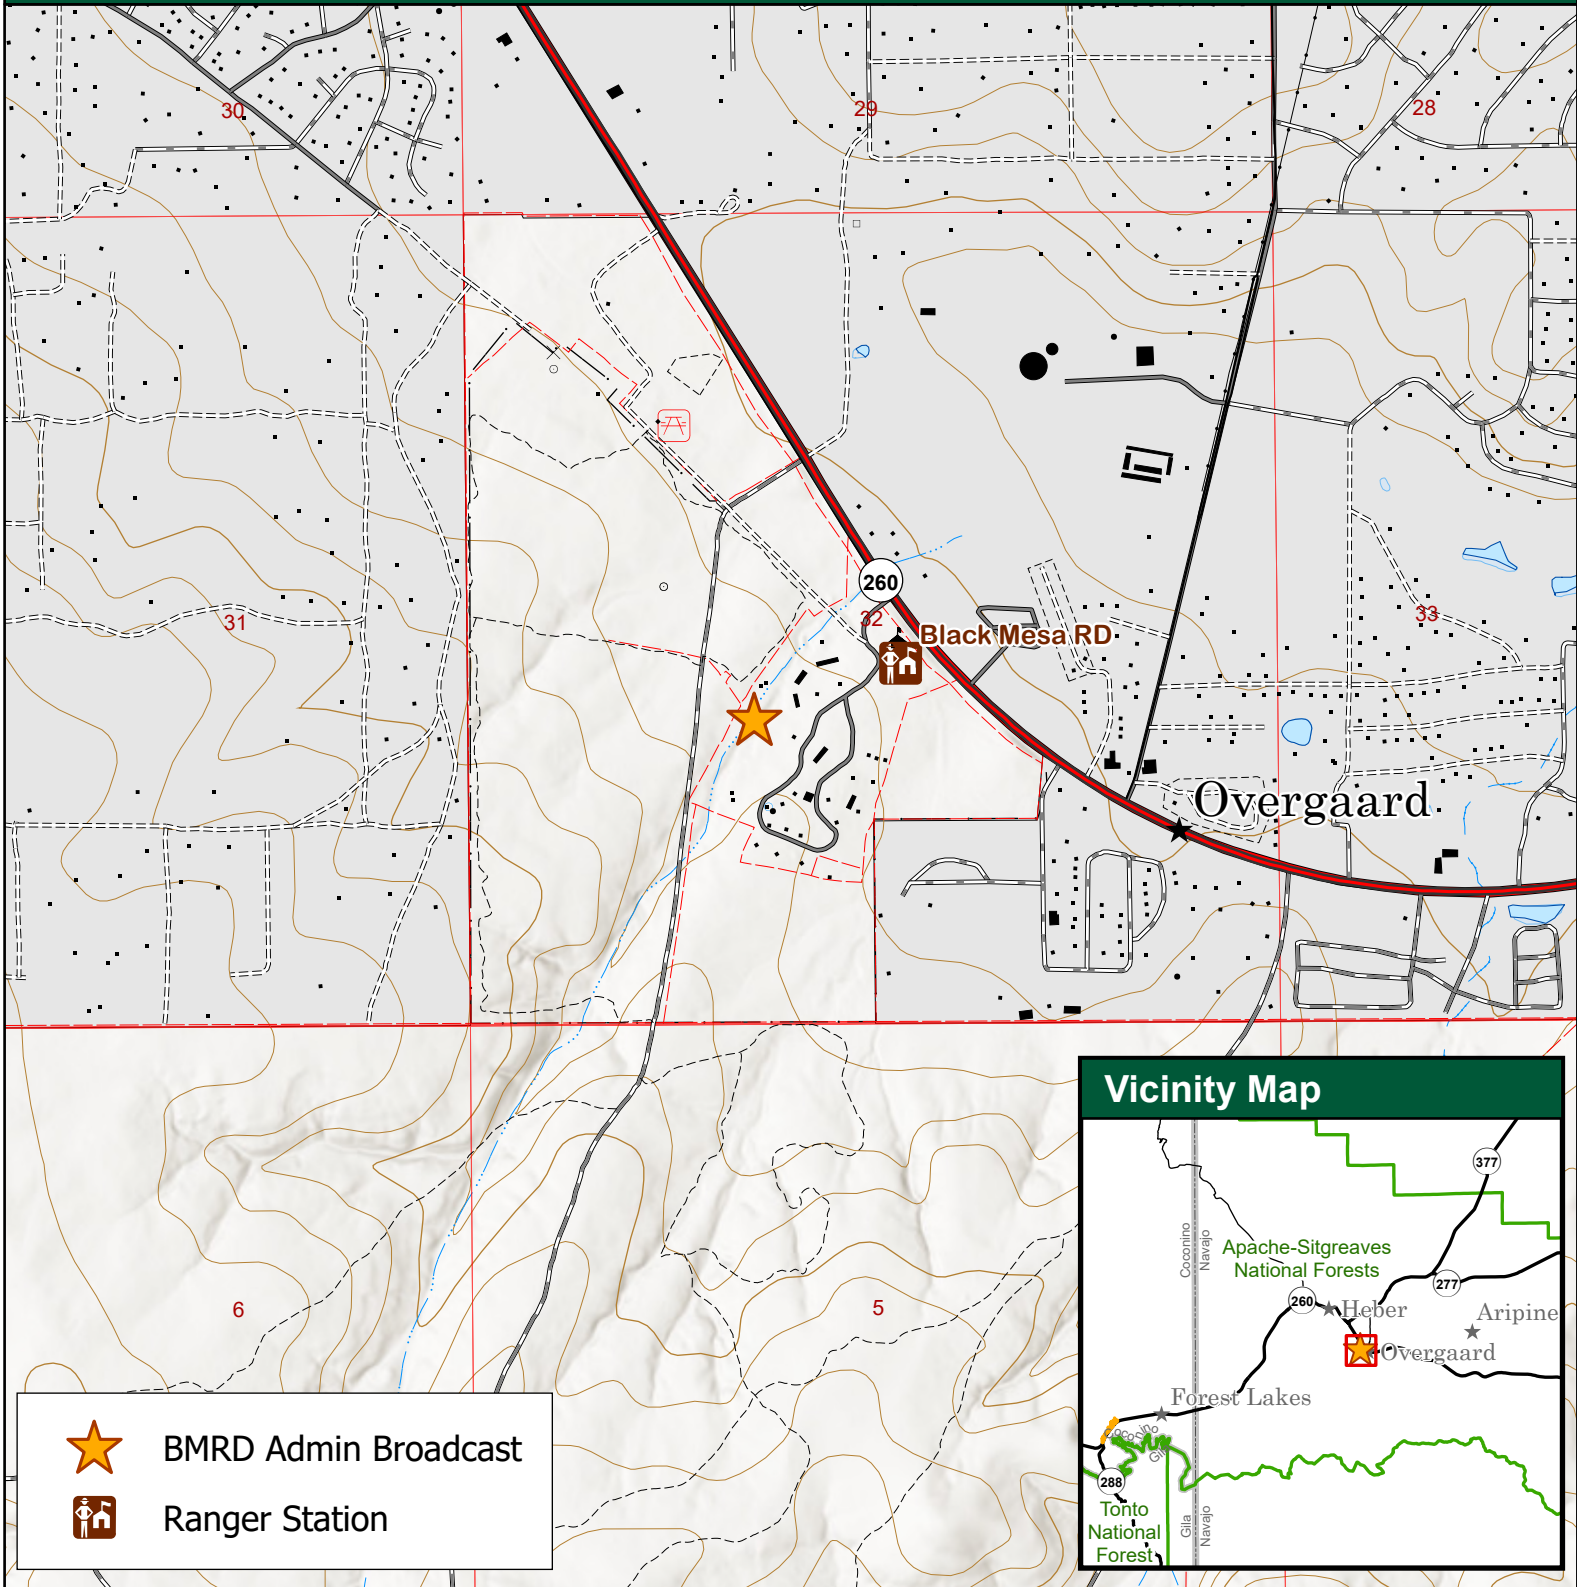 30
29
28
260
32
Black Mesa RD
31
33
Overgaard
6
5
BMRD Admin Broadcast
Ranger Station
Vicinity Map
377
Coconino
Navajo
Apache-Sitgreaves
National Forests
277
260
Heber
Aripine
Overgaard
Forest Lakes
Coconino
Gila
288
Tonto
National
Forest
Gila
Navajo